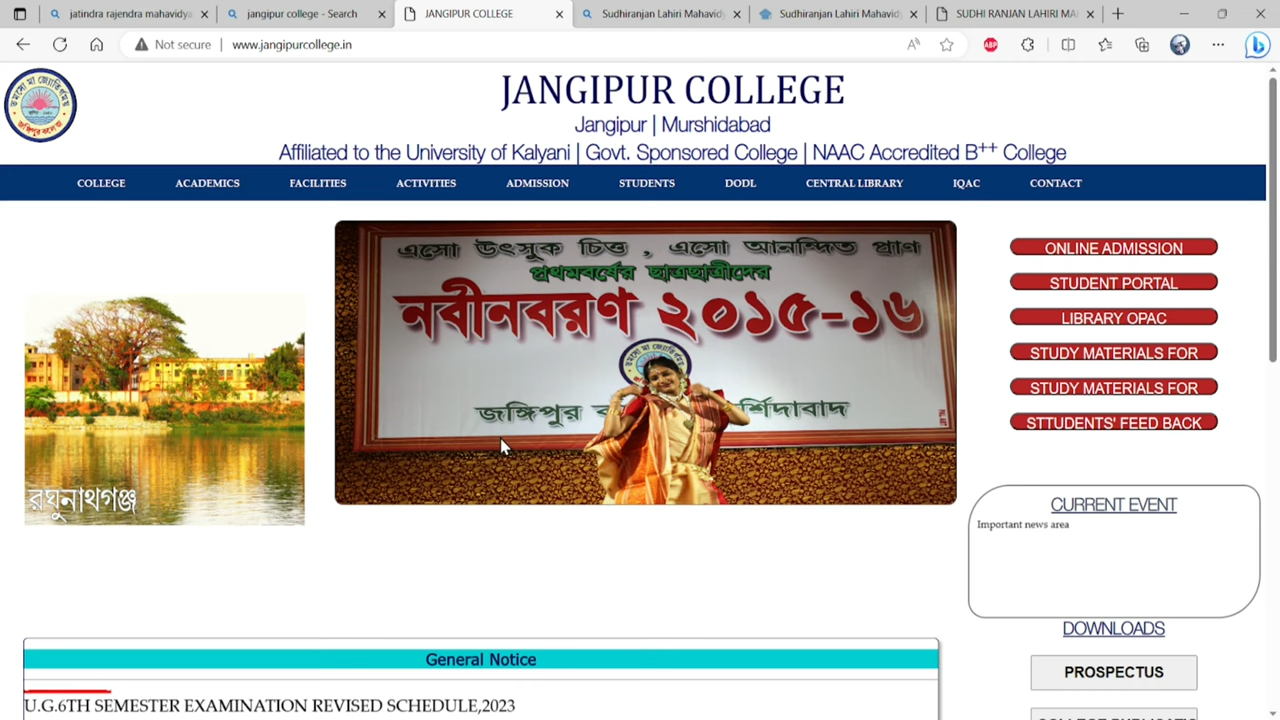 jatindra rajendra mahavidya
jangipur college - Search
JANGIPUR COLLEGE
Sudhiranjan Lahiri Mahavidy
Sudhiranjan Lahiri Mahavidy
SUDHI RANJAN LAHIRI MA
Not secure
www.jangipurcollege.in
ABP
JANGIPUR COLLEGE
Jangipur | Murshidabad
Affiliated to the University of Kalyani | Govt. Sponsored College | NAAC Accredited B++ College
COLLEGE ACADEMICS FACILITIES ACTIVITIES ADMISSION STUDENTS DODL CENTRAL LIBRARY IQAC CONTACT
এসো উৎসুক চিত্ত , এসো আনন্দিত প্রাণ
প্রথমবর্ষের ছাত্রছাত্রীদের
নবীনবরণ ২০১৫-১৬
জঙ্গিপুর
রঘুনাথগঞ্জ
ONLINE ADMISSION
STUDENT PORTAL
LIBRARY OPAC
STUDY MATERIALS FOR
STUDY MATERIALS FOR
STTUDENTS' FEED BACK
CURRENT EVENT
Important news area
DOWNLOADS
PROSPECTUS
General Notice
U.G.6TH SEMESTER EXAMINATION REVISED SCHEDULE,2023